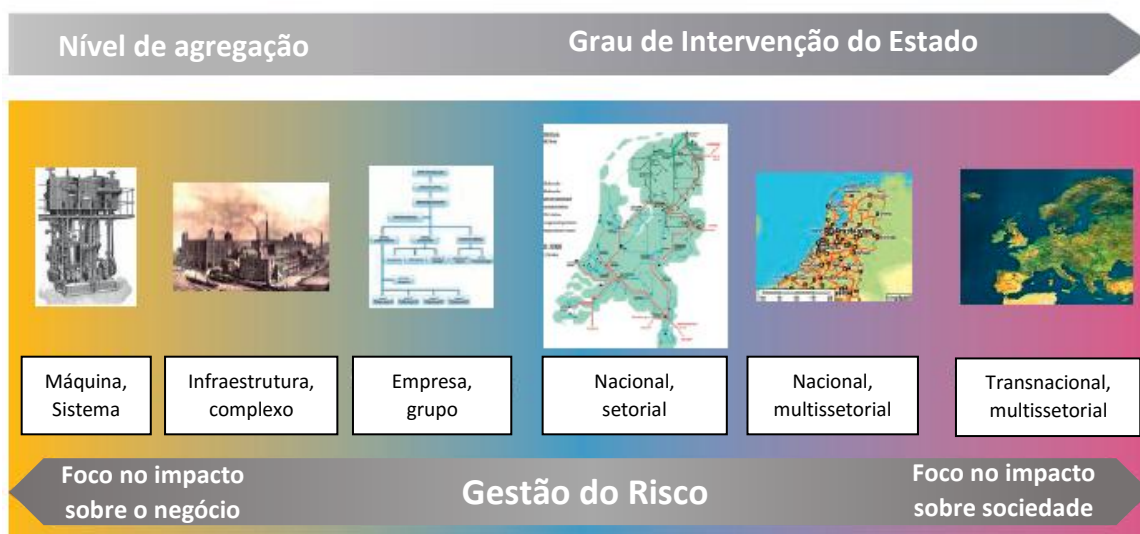 Nível de agregação
Grau de Intervenção do Estado
Máquina,
Sistema
Infraestrutura,
complexo
Empresa,
grupo
Nacional,
setorial
Nacional,
multissetorial
Transnacional,
multissetorial
Foco no impacto
sobre o negócio
Gestão do Risco
Foco no impacto
sobre sociedade